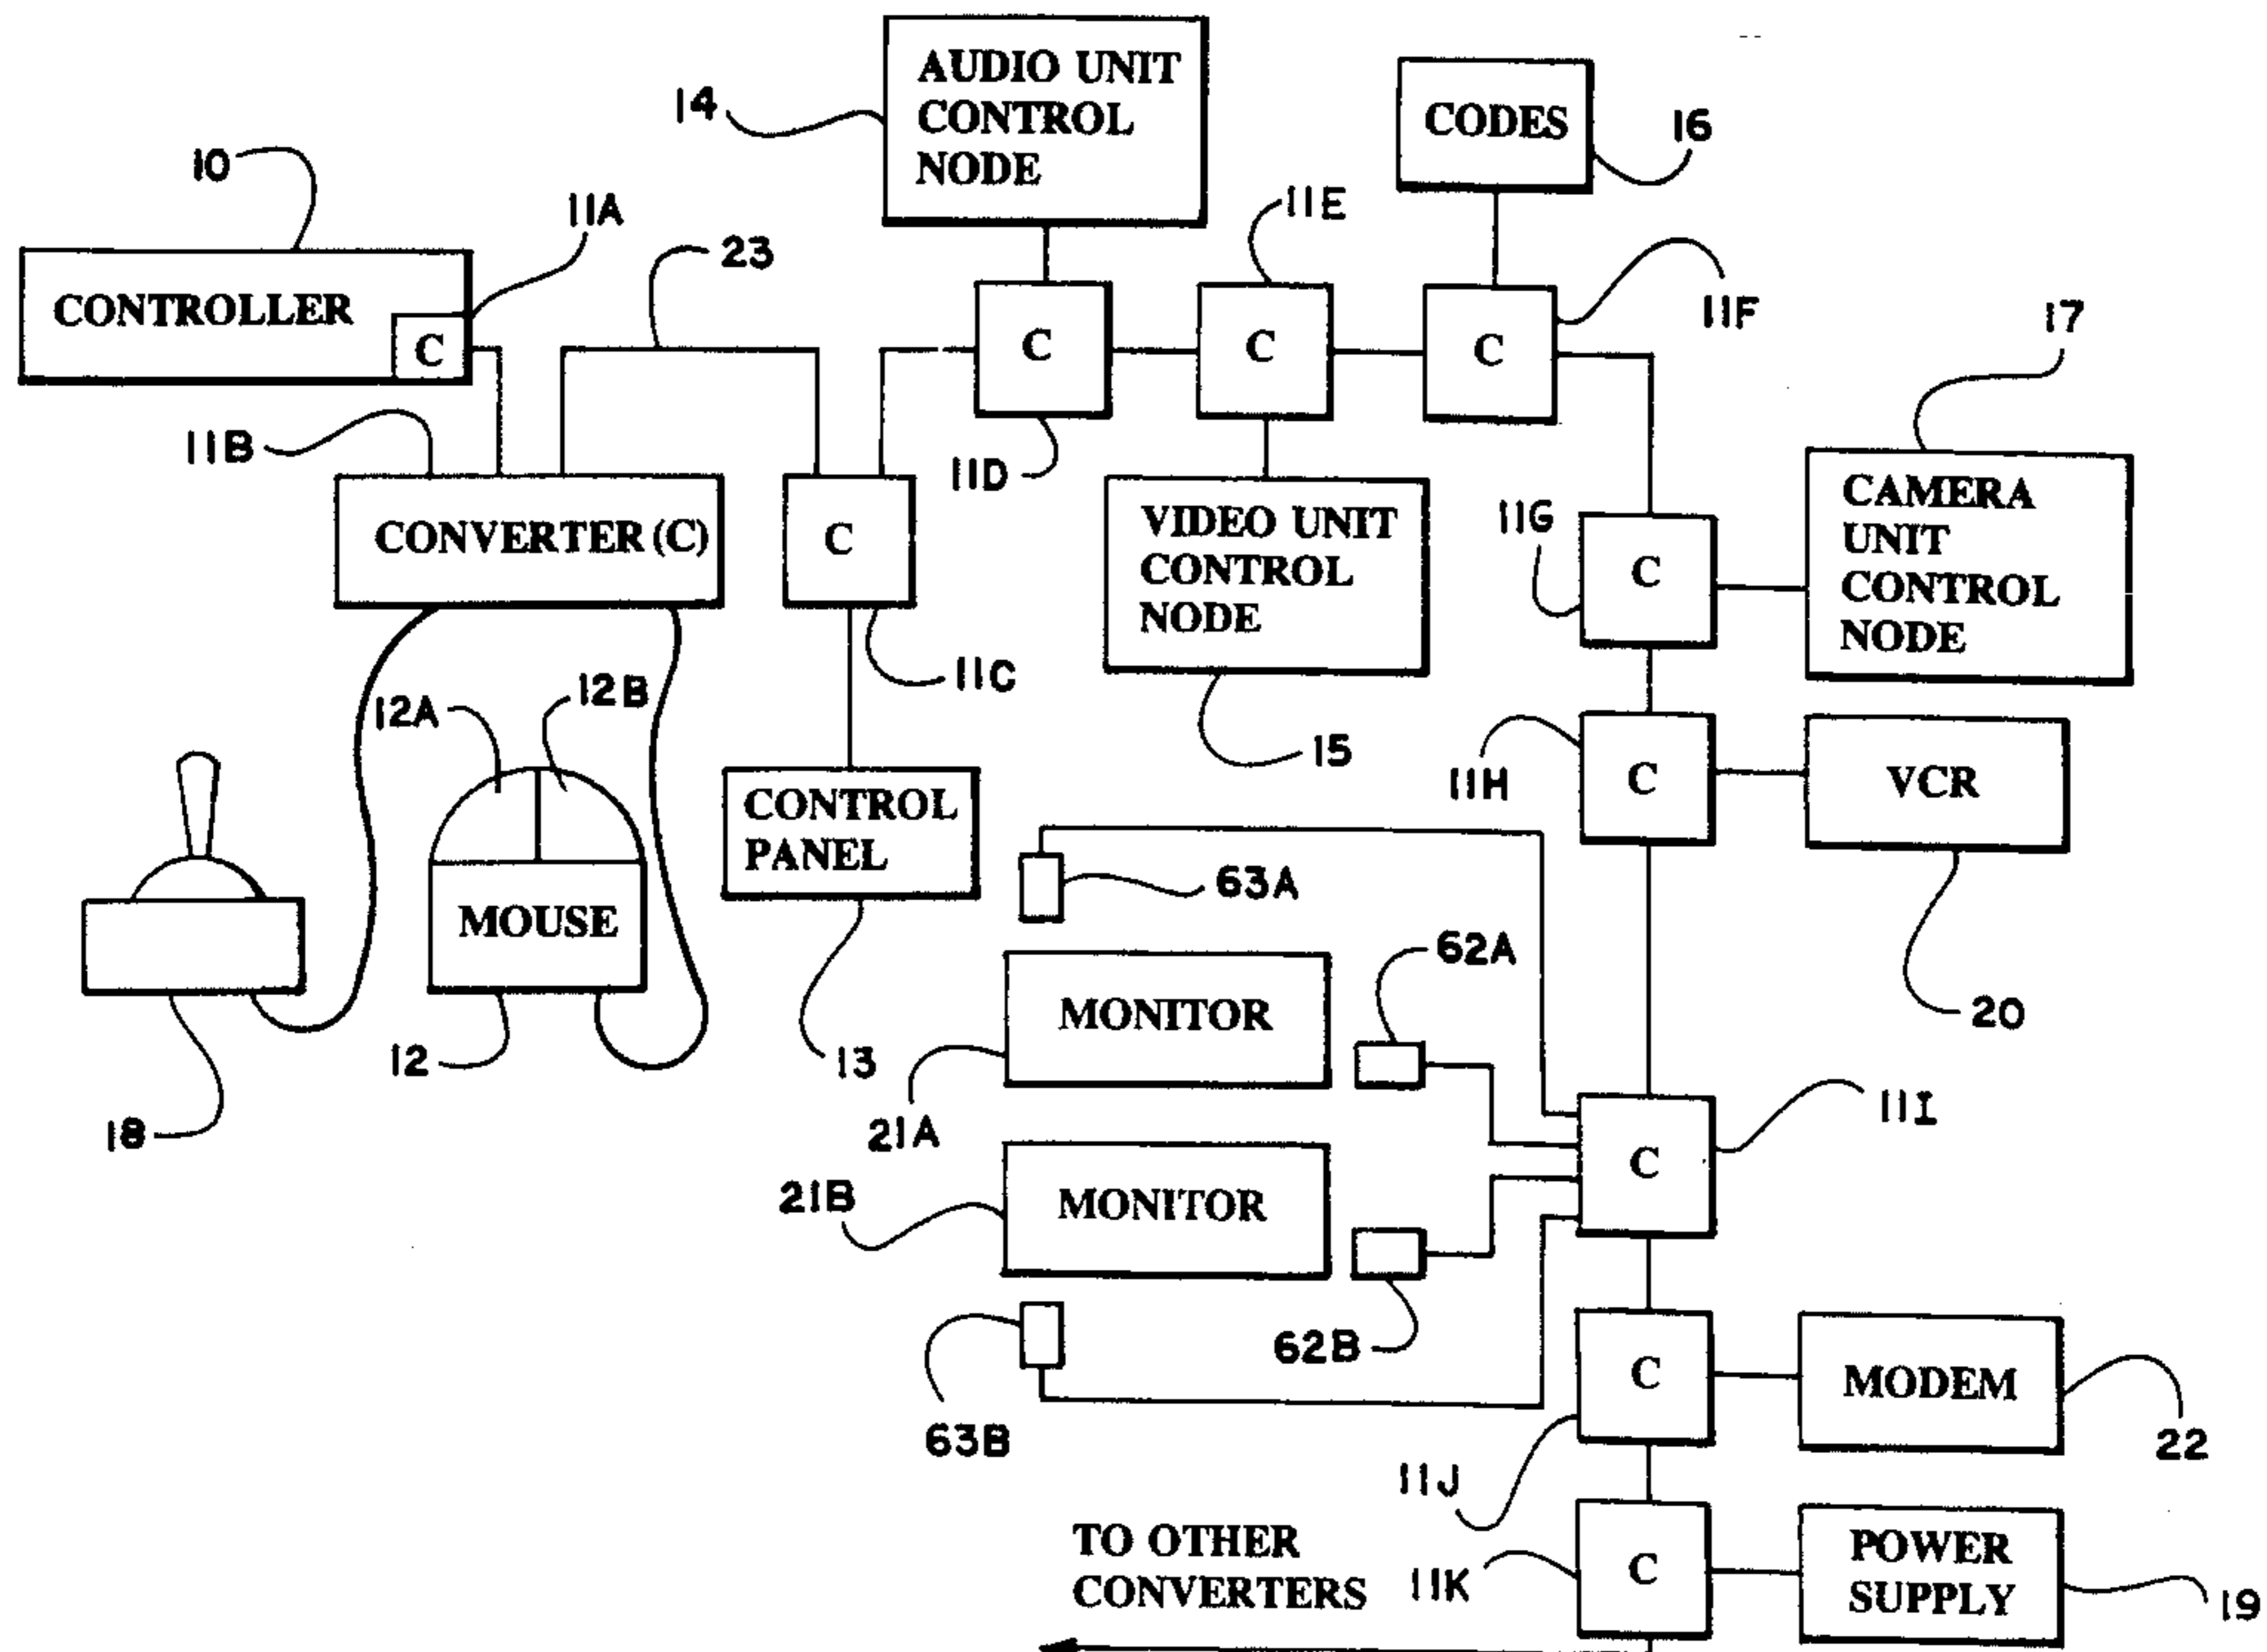 AUDIO UNIT
CONTROL
NODE
14
CODES
16
10
11A
CONTROLLER
C
23
11E
C
C
C
11F
17
11B
CONVERTER (C)
C
11D
VIDEO UNIT
CONTROL
NODE
11G
C
CAMERA
UNIT
CONTROL
NODE
11C
12A
12B
15
11H
C
VCR
CONTROL
PANEL
63A
MOUSE
62A
20
MONITOR
18
12
13
21A
11I
C
21B
MONITOR
62B
63B
C
MODEM
22
11J
TO OTHER
CONVERTERS
11K
C
POWER
SUPPLY
19